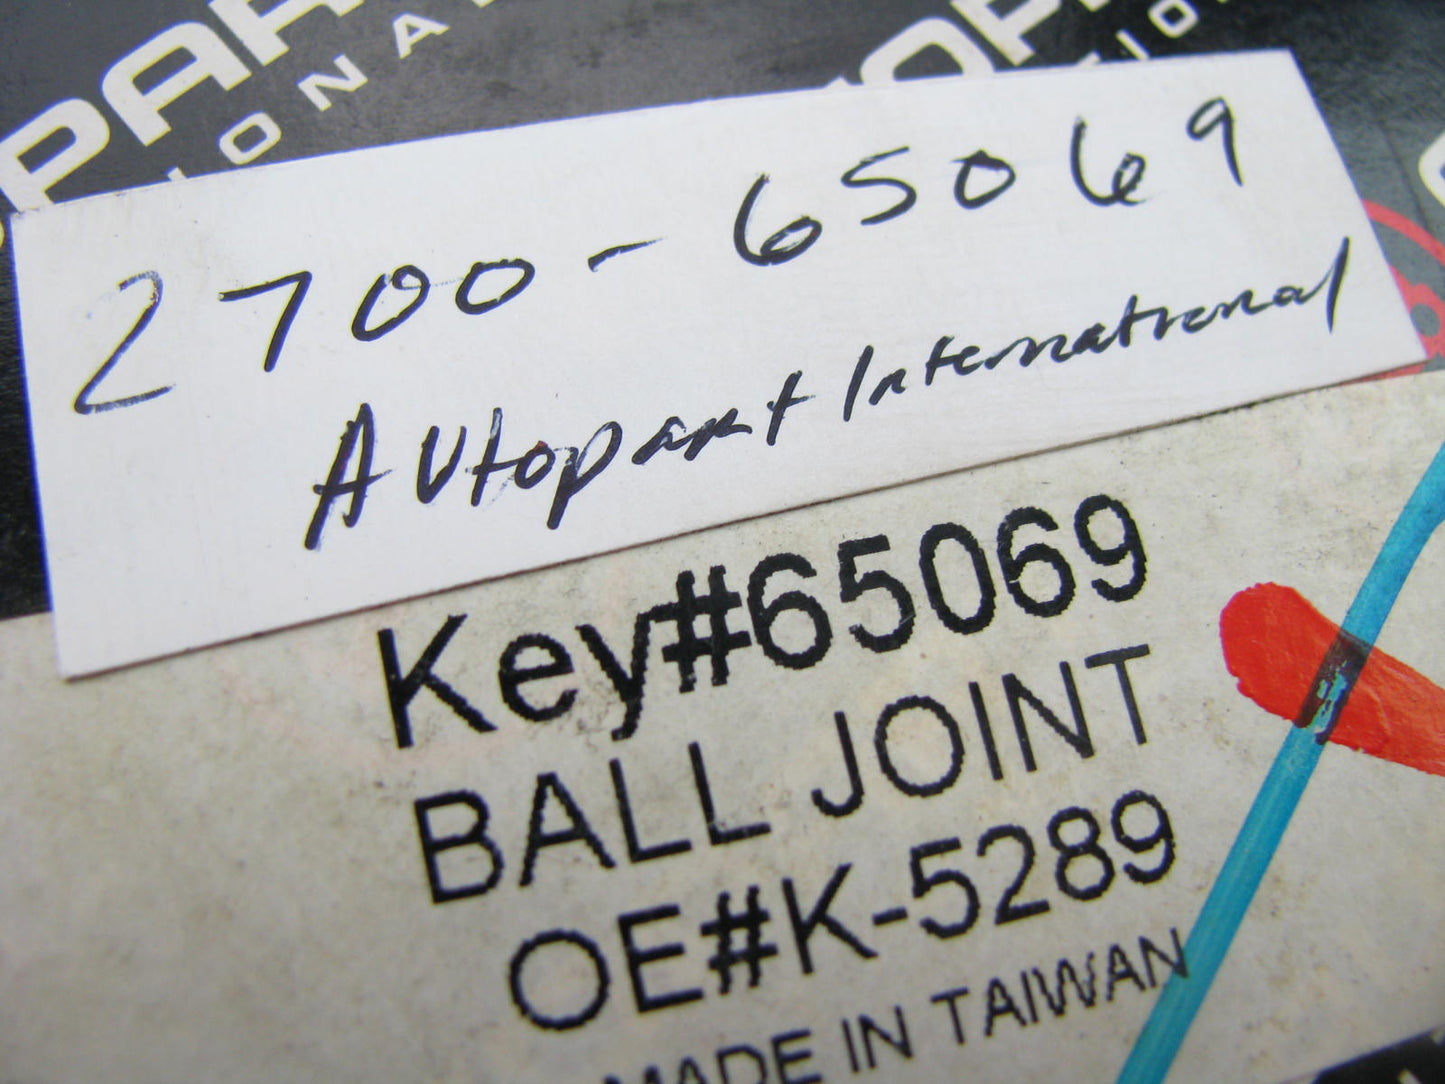 2700-65069
Autopart International
Key#65069
BALL JOINT
OE#K-5289
MADE IN TAIWAN